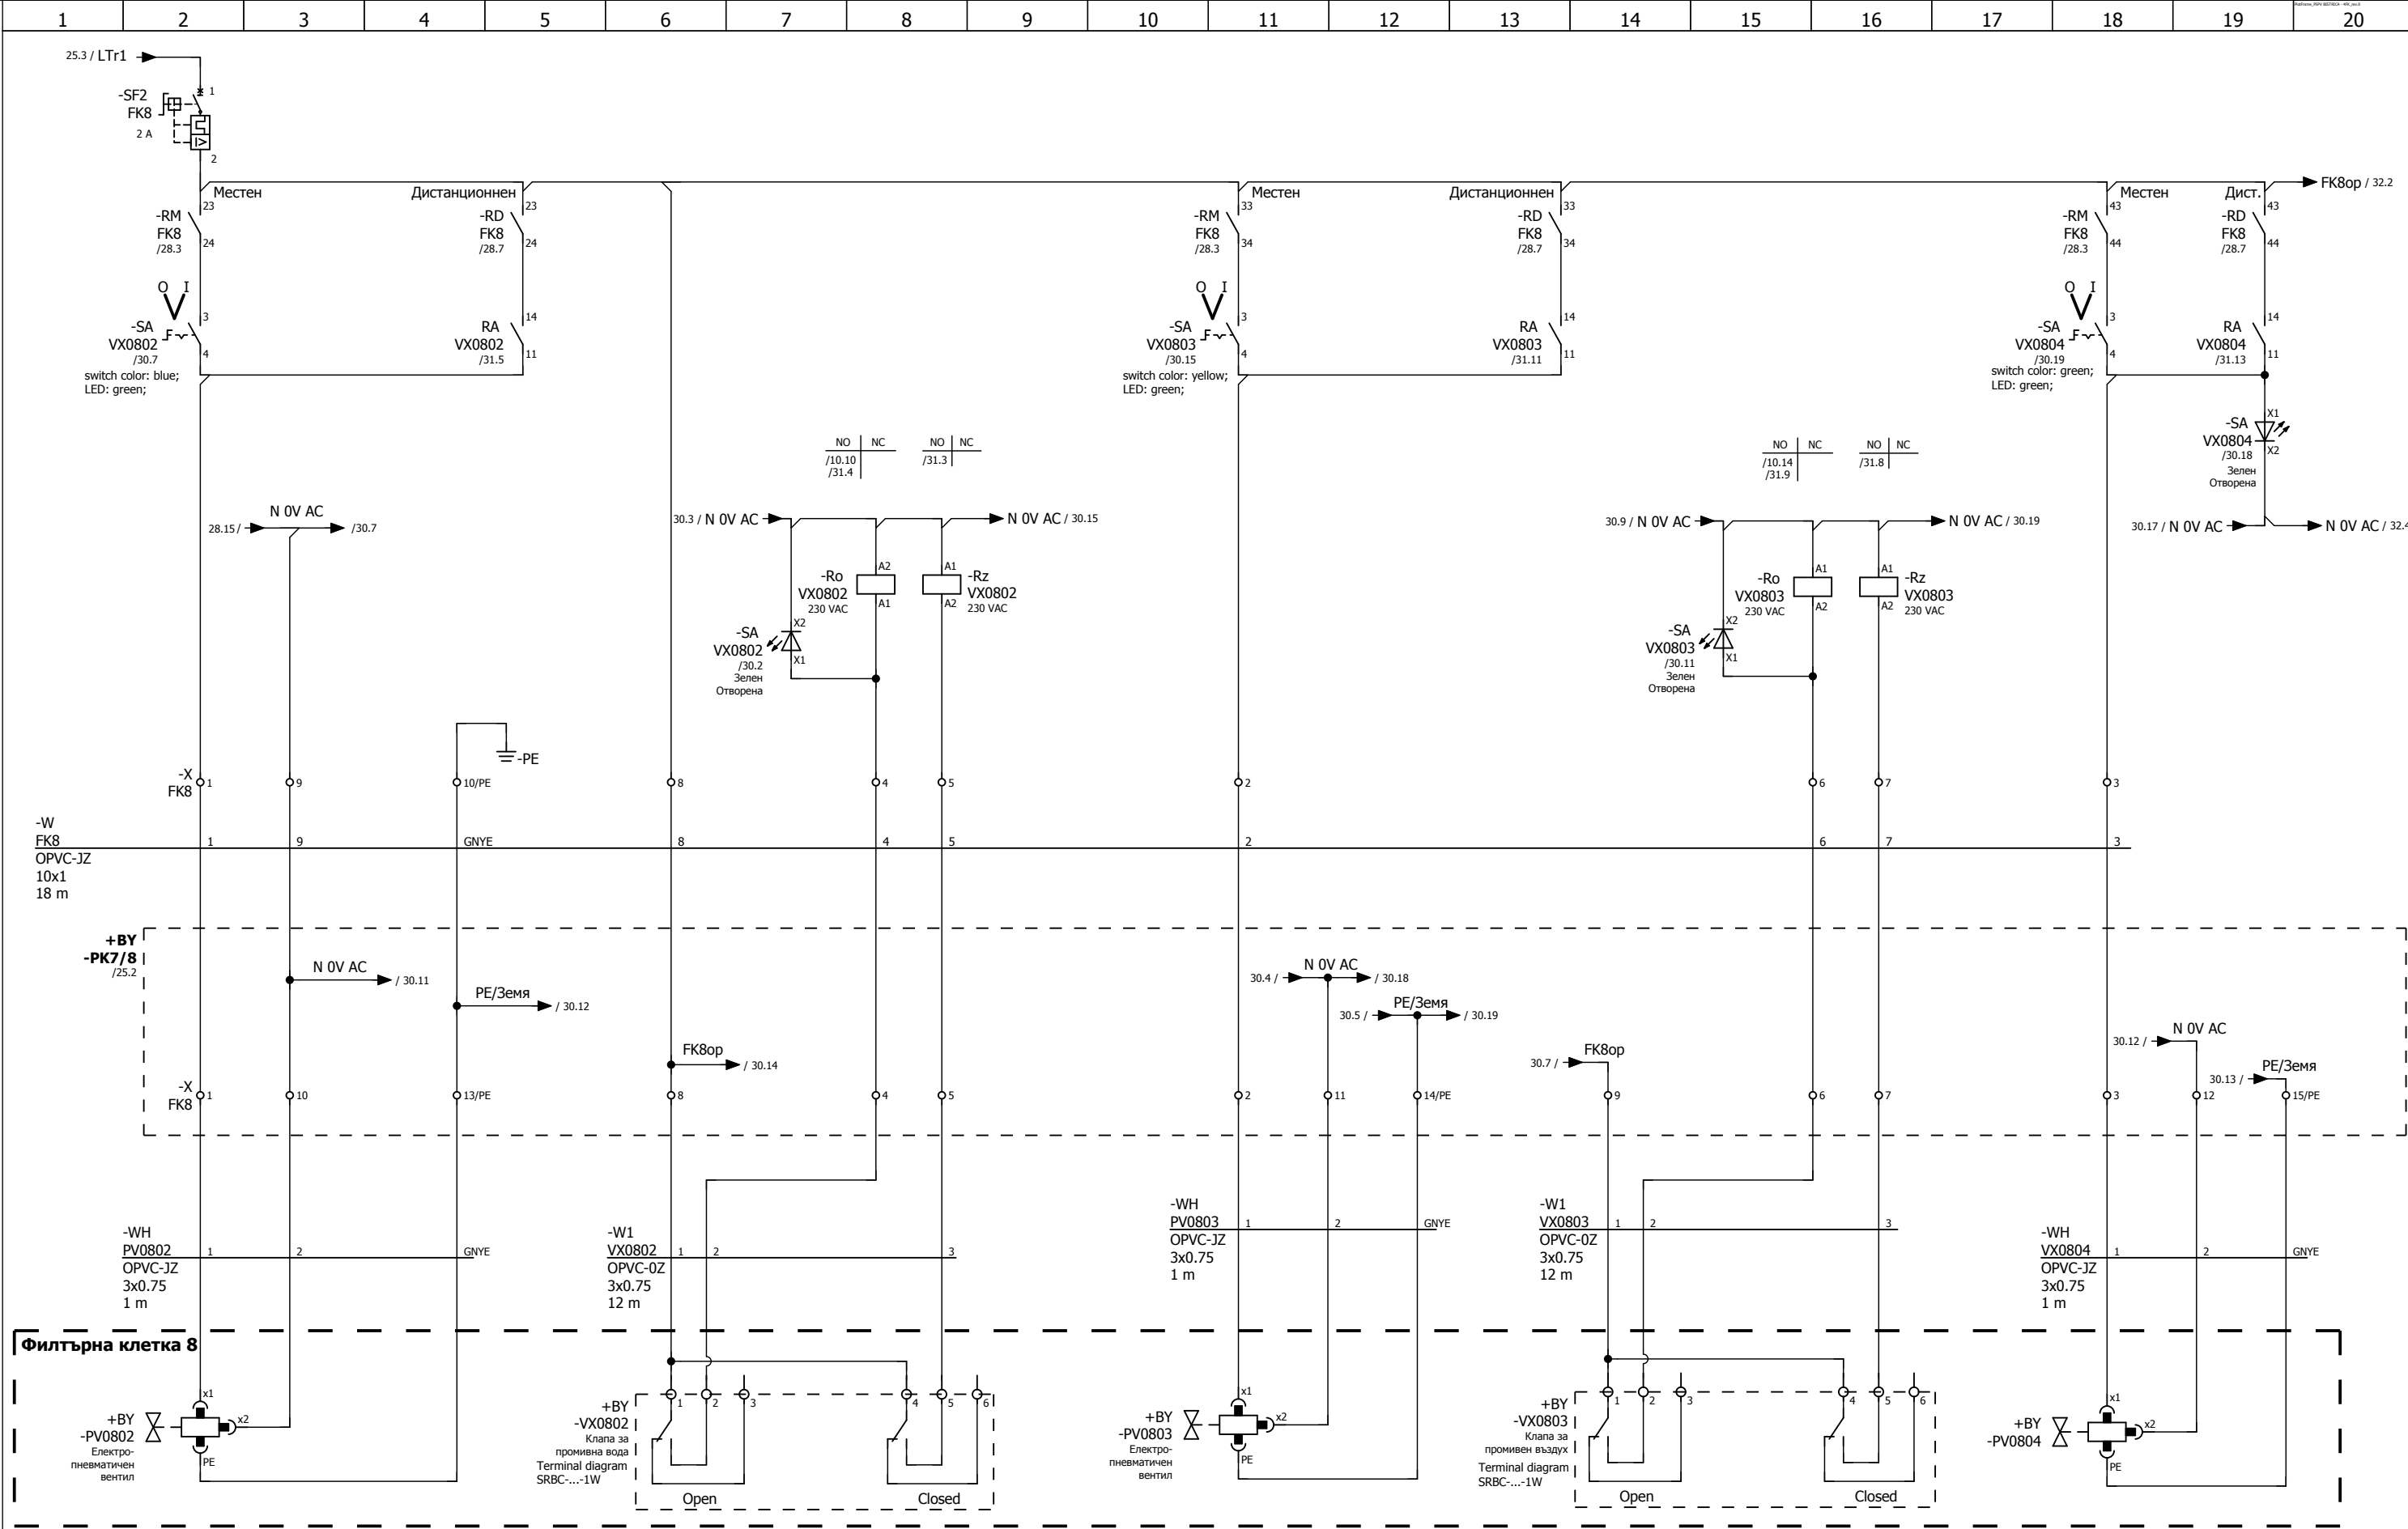 1 2 3 4 5 6 7 8 9 10 11 12 13 14 15 16 17 18 19 20
25.3 / LTr1
-SF2
FK8
2 A
1
2
Местен
Дистанционнен
Местен
Дистанционнен
Местен
Дист.
FK8op / 32.2
-RM
FK8
/28.3
23
24
-RD
FK8
/28.7
23
24
-RM
FK8
/28.3
33
34
-RD
FK8
/28.7
33
34
-RM
FK8
/28.3
43
44
-RD
FK8
/28.7
43
44
O I
-SA
VX0802
/30.7
3
4
switch color: blue;
LED: green;
RA
VX0802
/31.5
14
11
O I
-SA
VX0803
/30.15
3
4
switch color: yellow;
LED: green;
RA
VX0803
/31.11
14
11
O I
-SA
VX0804
/30.19
3
4
switch color: green;
LED: green;
RA
VX0804
/31.13
14
11
-SA
VX0804
/30.18
Зелен
Отворена
X1
X2
NO NC
/10.10
/31.4
NO NC
/31.3
NO NC
/10.14
/31.9
NO NC
/31.8
28.15/
N 0V AC
/30.7
30.3 / N 0V AC
N 0V AC / 30.15
30.9 / N 0V AC
N 0V AC / 30.19
30.17 / N 0V AC
N 0V AC / 32.4
-Ro
VX0802
230 VAC
A2
A1
-Rz
VX0802
230 VAC
A1
A2
-SA
VX0802
/30.2
Зелен
Отворена
X2
X1
-Ro
VX0803
230 VAC
A1
A2
-Rz
VX0803
230 VAC
A1
A2
-SA
VX0803
/30.11
Зелен
Отворена
X2
X1
-PE
-X
FK8
1 9 10/PE 8 4 5 2 6 7 3
-W
FK8
OPVC-JZ
10x1
18 m
1 9 GNYE 8 4 5 2 6 7 3
+BY
-PK7/8
/25.2
N 0V AC
/ 30.11
PE/Земя
/ 30.12
FK8op
/ 30.14
30.4 /
N 0V AC
/ 30.18
30.5 /
PE/Земя
/ 30.19
30.7 /
FK8op
30.12 /
N 0V AC
30.13 /
PE/Земя
-X
FK8
1 10 13/PE 8 4 5 2 11 14/PE 9 6 7 3 12 15/PE
-WH
PV0802
OPVC-JZ
3x0.75
1 m
1 2 GNYE
-W1
VX0802
OPVC-0Z
3x0.75
12 m
1 2 3
-WH
PV0803
OPVC-JZ
3x0.75
1 m
1 2 GNYE
-W1
VX0803
OPVC-0Z
3x0.75
12 m
1 2 3
-WH
VX0804
OPVC-JZ
3x0.75
1 m
1 2 GNYE
Филтърна клетка 8
+BY
-PV0802
Електро-
пневматичен
вентил
x1
x2
PE
+BY
-VX0802
Клапа за
промивна вода
Terminal diagram
SRBC-...-1W
1 2 3 4 5 6
Open
Closed
+BY
-PV0803
Електро-
пневматичен
вентил
x1
x2
PE
+BY
-VX0803
Клапа за
промивен въздух
Terminal diagram
SRBC-...-1W
1 2 3 4 5 6
Open
Closed
+BY
-PV0804
x1
x2
PE